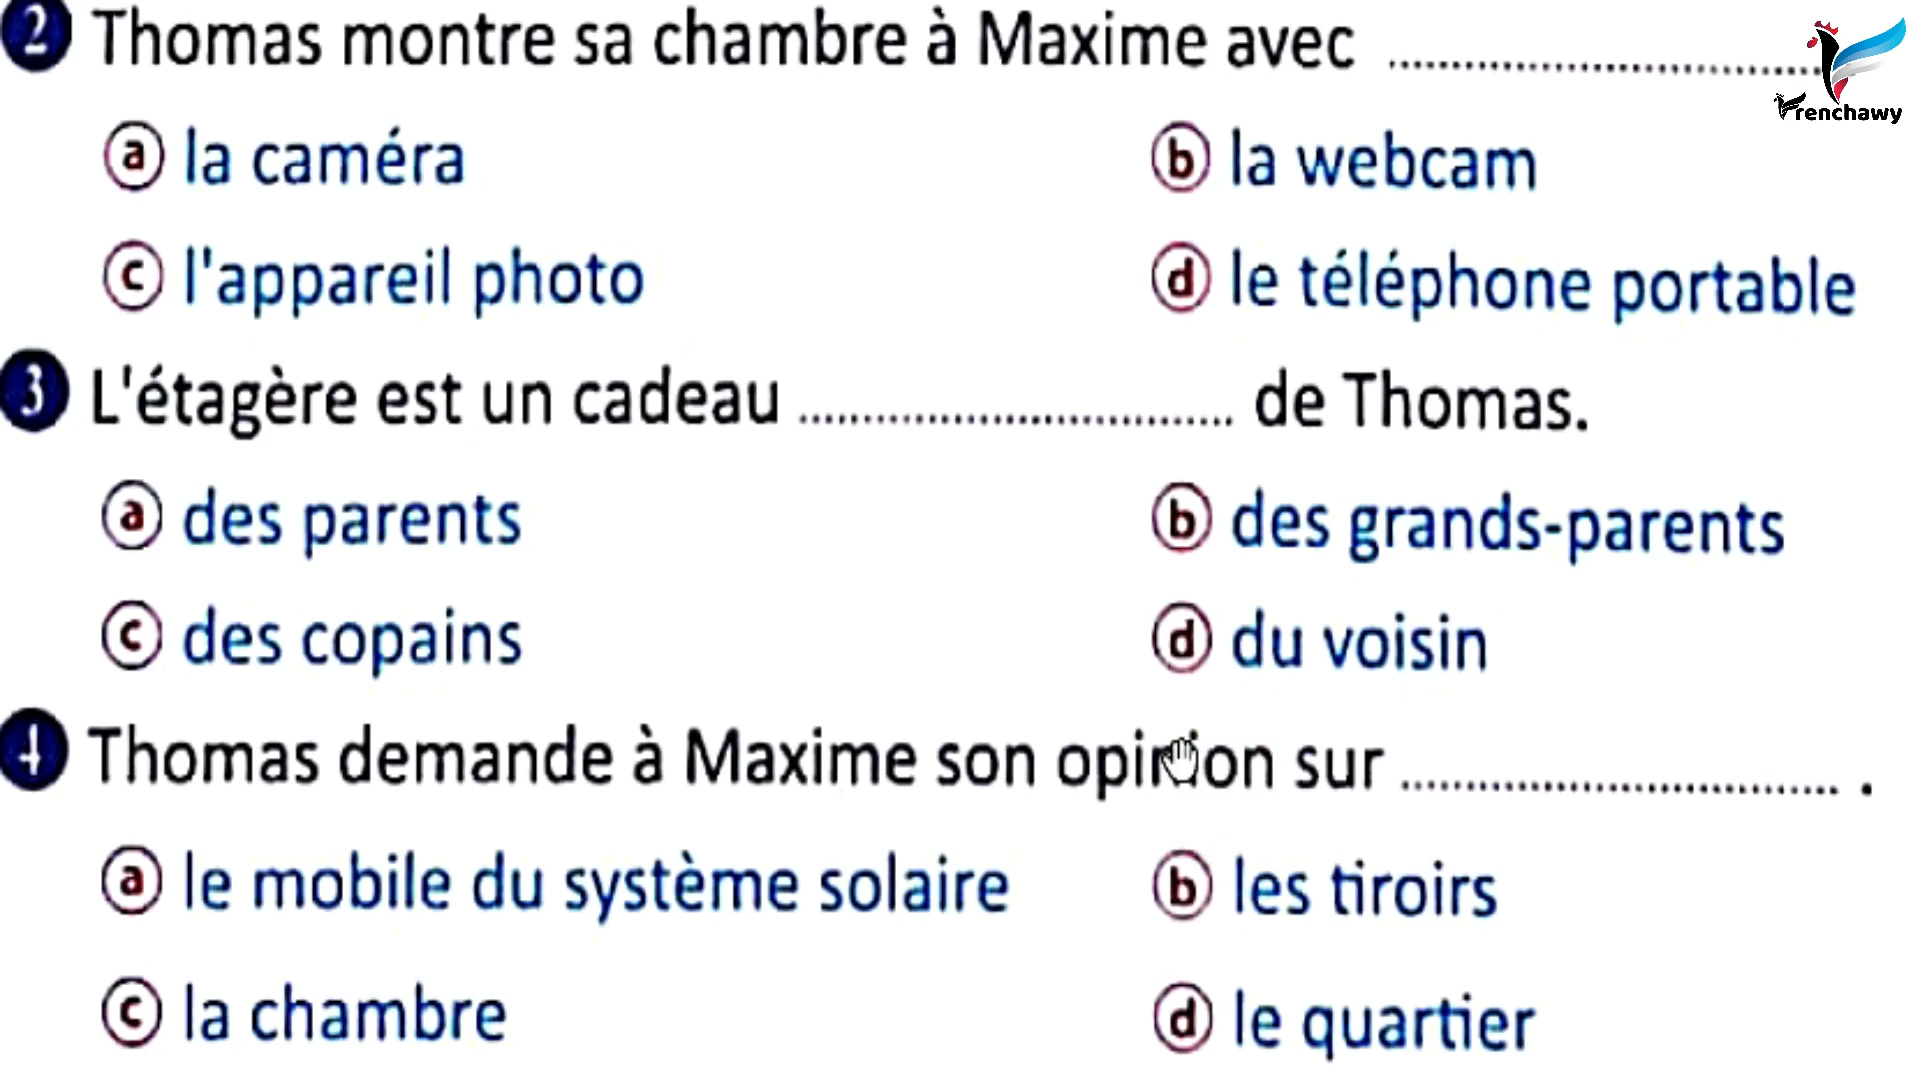 2 Thomas montre sa chambre à Maxime avec ........................
Frenchawy
a la caméra
b la webcam
c l'appareil photo
d le téléphone portable
3 L'étagère est un cadeau ........................ de Thomas.
a des parents
b des grands-parents
c des copains
d du voisin
4 Thomas demande à Maxime son opinion sur ........................ .
a le mobile du système solaire
b les tiroirs
c la chambre
d le quartier